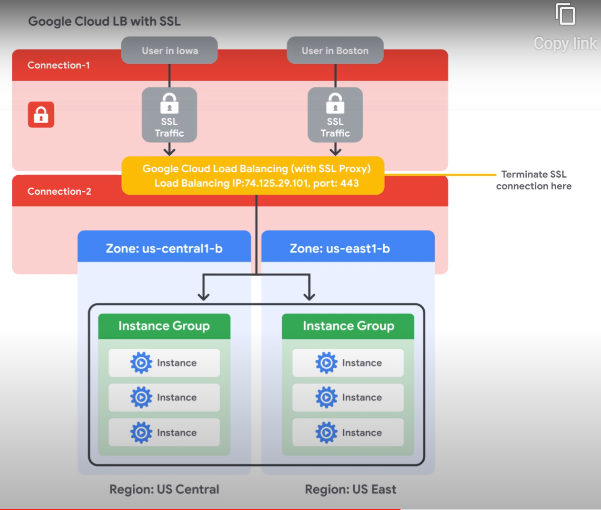 Google Cloud LB with SSL
Copy link
User in Iowa
User in Boston
Connection-1
SSL
Traffic
SSL
Traffic
Google Cloud Load Balancing (with SSL Proxy)
Load Balancing IP:74.125.29.101, port: 443
Terminate SSL
connection here
Connection-2
Zone: us-central1-b
Zone: us-east1-b
Instance Group
Instance Group
Instance
Instance
Instance
Instance
Instance
Instance
Region: US Central
Region: US East